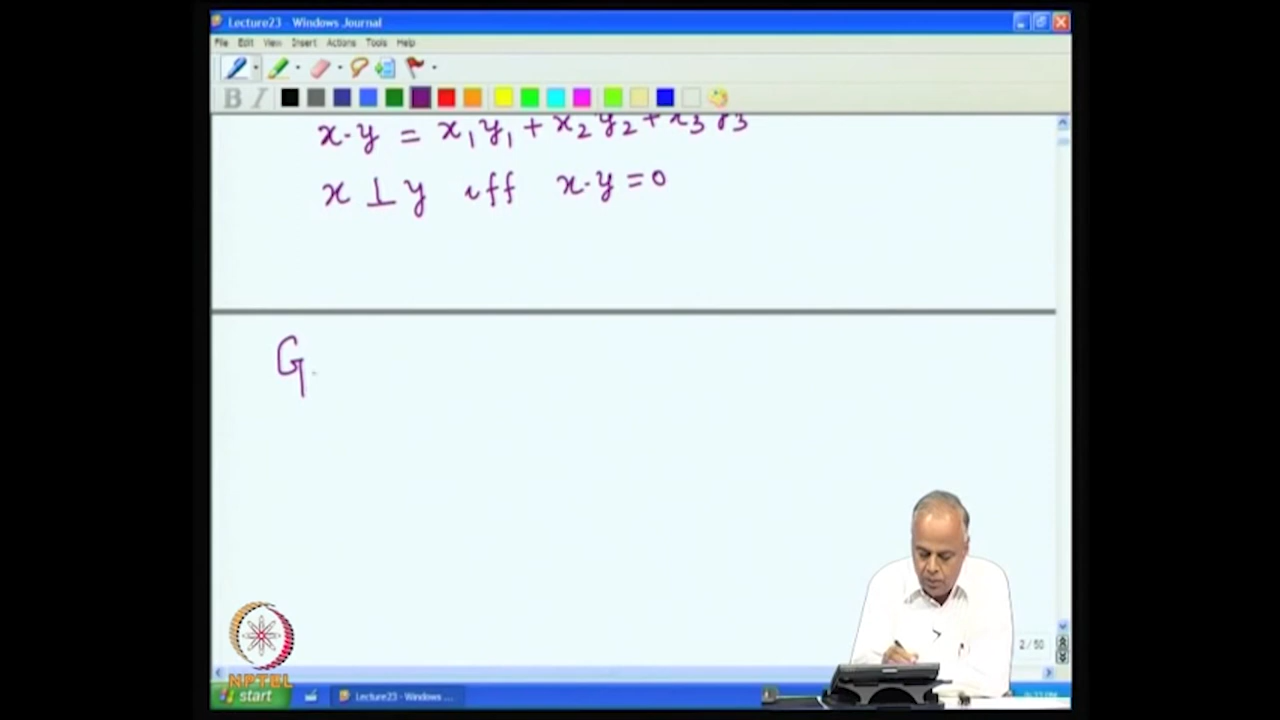 Lecture23 - Windows Journal
File Edit View Insert Actions Tools Help
B I
x·y = x₁y₁ + x₂y₂ + x₃y₃
x ⊥ y iff x·y = 0
G
2 / 50
NPTEL
start Lecture23 - Windows ...